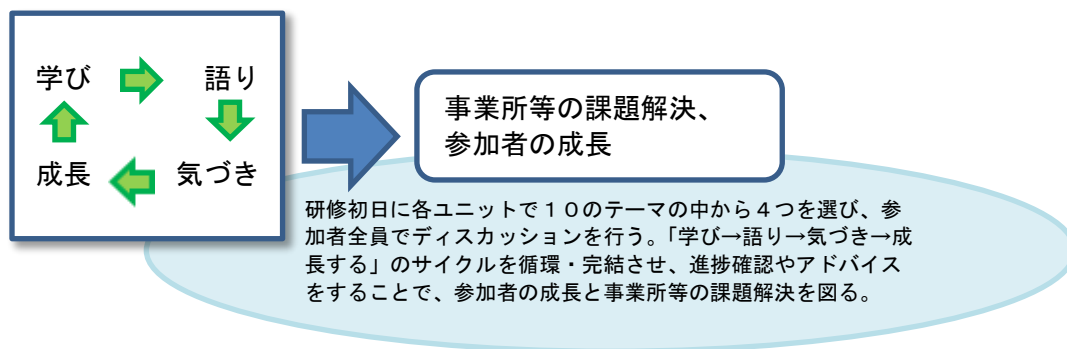 学び
語り
成長
気づき
事業所等の課題解決、
参加者の成長
研修初日に各ユニットで１０のテーマの中から４つを選び、参
加者全員でディスカッションを行う。「学び→語り→気づき→成
長する」のサイクルを循環・完結させ、進捗確認やアドバイス
をすることで、参加者の成長と事業所等の課題解決を図る。